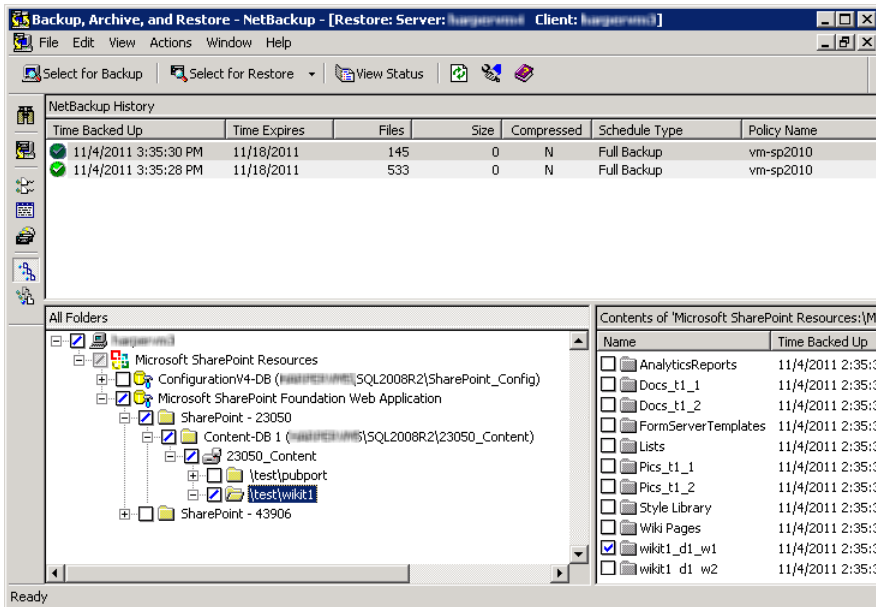 Backup, Archive, and Restore - NetBackup - [Restore: Server: Client: ]
File Edit View Actions Window Help
Select for Backup Select for Restore View Status
NetBackup History
Time Backed Up Time Expires Files Size Compressed Schedule Type Policy Name
11/4/2011 3:35:30 PM 11/18/2011 145 0 N Full Backup vm-sp2010
11/4/2011 3:35:28 PM 11/18/2011 533 0 N Full Backup vm-sp2010
All Folders
Microsoft SharePoint Resources
ConfigurationV4-DB ( SQL2008R2\SharePoint_Config)
Microsoft SharePoint Foundation Web Application
SharePoint - 23050
Content-DB 1 ( \SQL2008R2\23050_Content)
23050_Content
\test\pubport
\test\wikit1
SharePoint - 43906
Contents of 'Microsoft SharePoint Resources:\M
Name Time Backed Up
AnalyticsReports 11/4/2011 2:35:3
Docs_t1_1 11/4/2011 2:35:3
Docs_t1_2 11/4/2011 2:35:3
FormServerTemplates 11/4/2011 2:35:3
Lists 11/4/2011 2:35:3
Pics_t1_1 11/4/2011 2:35:3
Pics_t1_2 11/4/2011 2:35:3
Style Library 11/4/2011 2:35:3
Wiki Pages 11/4/2011 2:35:3
wikit1_d1_w1 11/4/2011 2:35:3
wikit1_d1_w2 11/4/2011 2:35:3
Ready